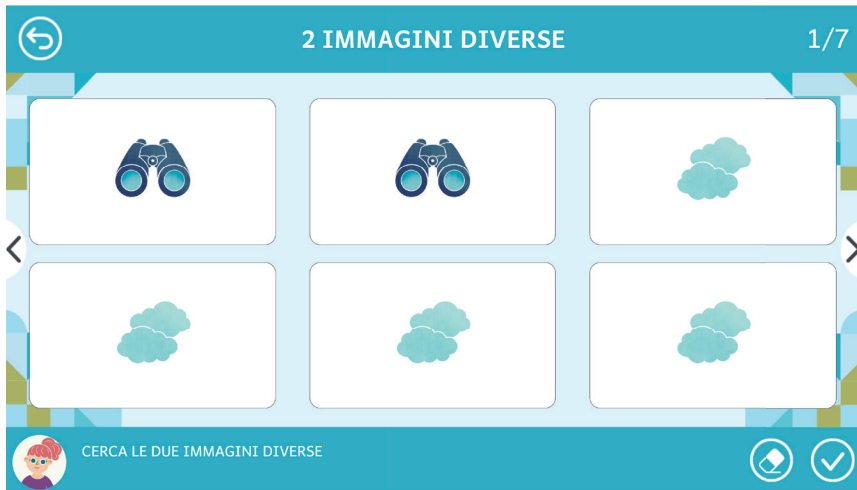 2 IMMAGINI DIVERSE
1/7
CERCA LE DUE IMMAGINI DIVERSE